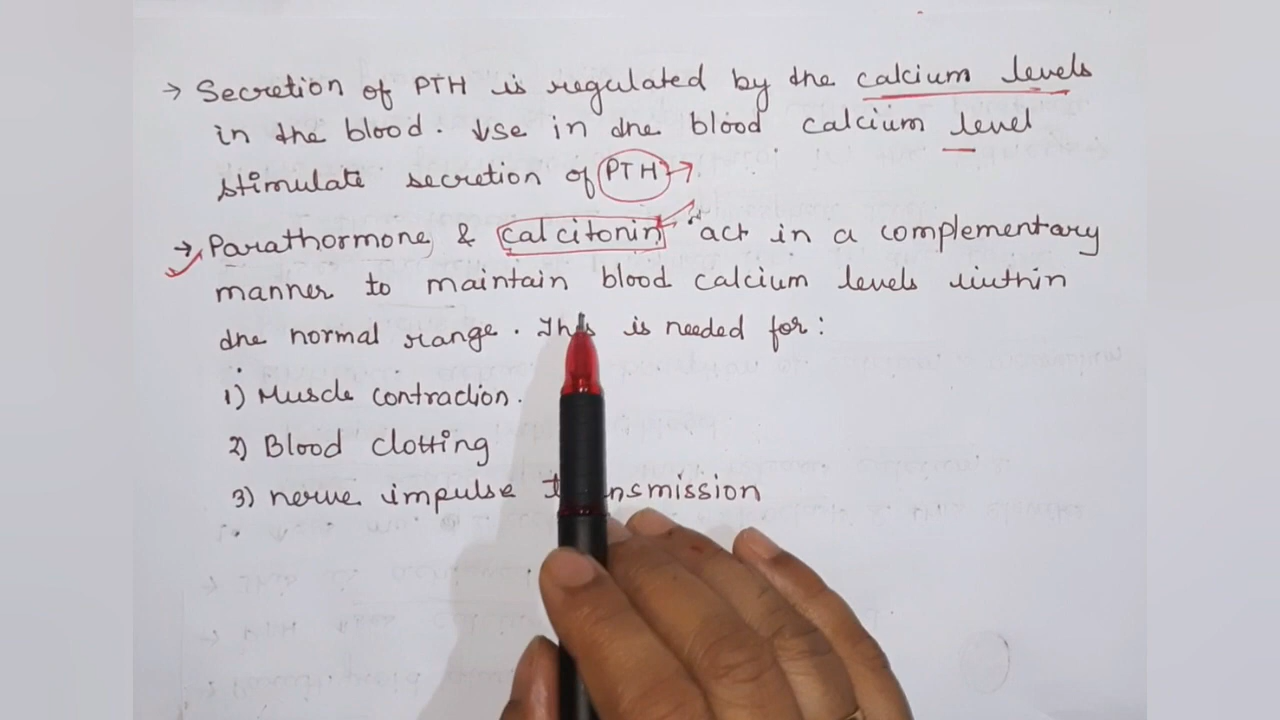 → Secretion of PTH is regulated by the calcium levels
in the blood. ↓se in the blood calcium level
stimulate secretion of PTH →
→ Parathormone & calcitonin act in a complementary
manner to maintain blood calcium levels within
the normal range. This is needed for:
1) Muscle contraction.
2) Blood clotting
3) nerve impulse transmission